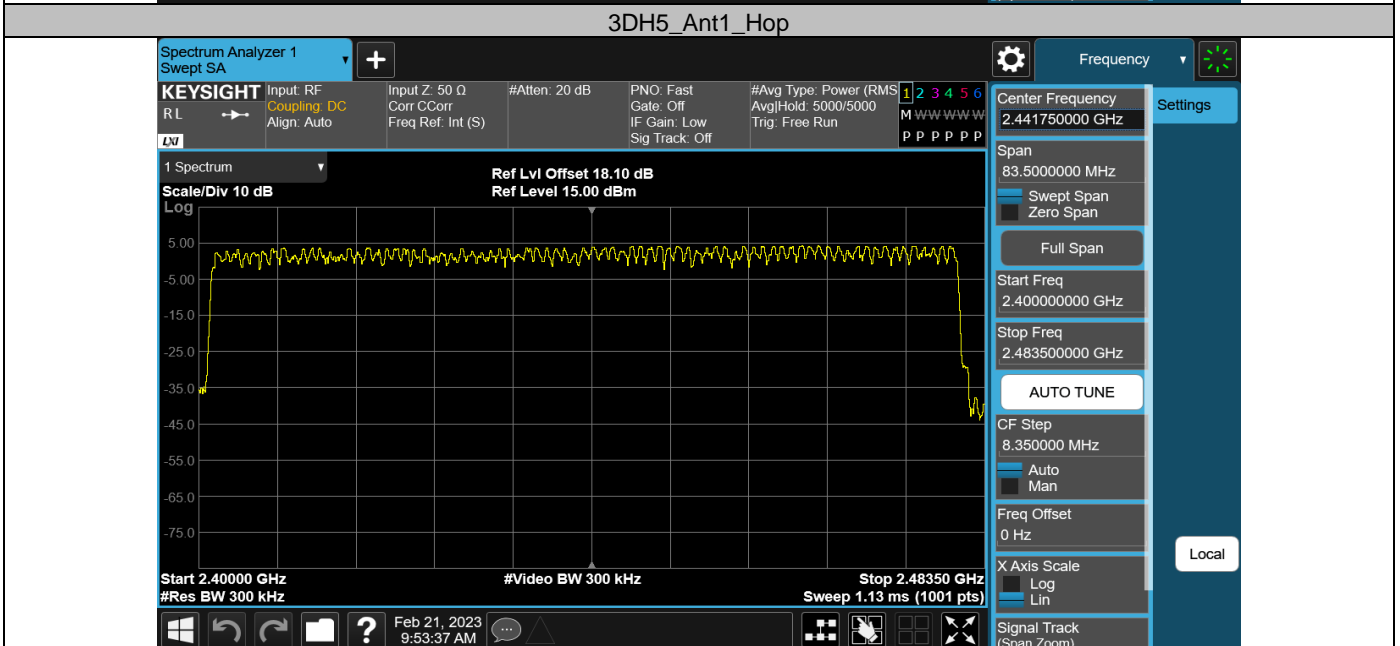 3DH5_Ant1_Hop
Spectrum Analyzer 1
Swept SA
Frequency
KEYSIGHT
R L
LXI
Input: RF
Coupling: DC
Align: Auto
Input Z: 50 Ω
Corr CCorr
Freq Ref: Int (S)
#Atten: 20 dB
PNO: Fast
Gate: Off
IF Gain: Low
Sig Track: Off
#Avg Type: Power (RMS
Avg|Hold: 5000/5000
Trig: Free Run
1 2 3 4 5 6
M W W W W W
P P P P P P
Center Frequency
2.441750000 GHz
Settings
Span
83.5000000 MHz
Swept Span
Zero Span
Full Span
Start Freq
2.400000000 GHz
Stop Freq
2.483500000 GHz
AUTO TUNE
CF Step
8.350000 MHz
Auto
Man
Freq Offset
0 Hz
X Axis Scale
Log
Lin
Signal Track
(Span Zoom)
Local
1 Spectrum
Scale/Div 10 dB
Ref Lvl Offset 18.10 dB
Ref Level 15.00 dBm
Log
5.00
-5.00
-15.0
-25.0
-35.0
-45.0
-55.0
-65.0
-75.0
Start 2.40000 GHz
#Video BW 300 kHz
Stop 2.48350 GHz
#Res BW 300 kHz
Sweep 1.13 ms (1001 pts)
?
Feb 21, 2023
9:53:37 AM